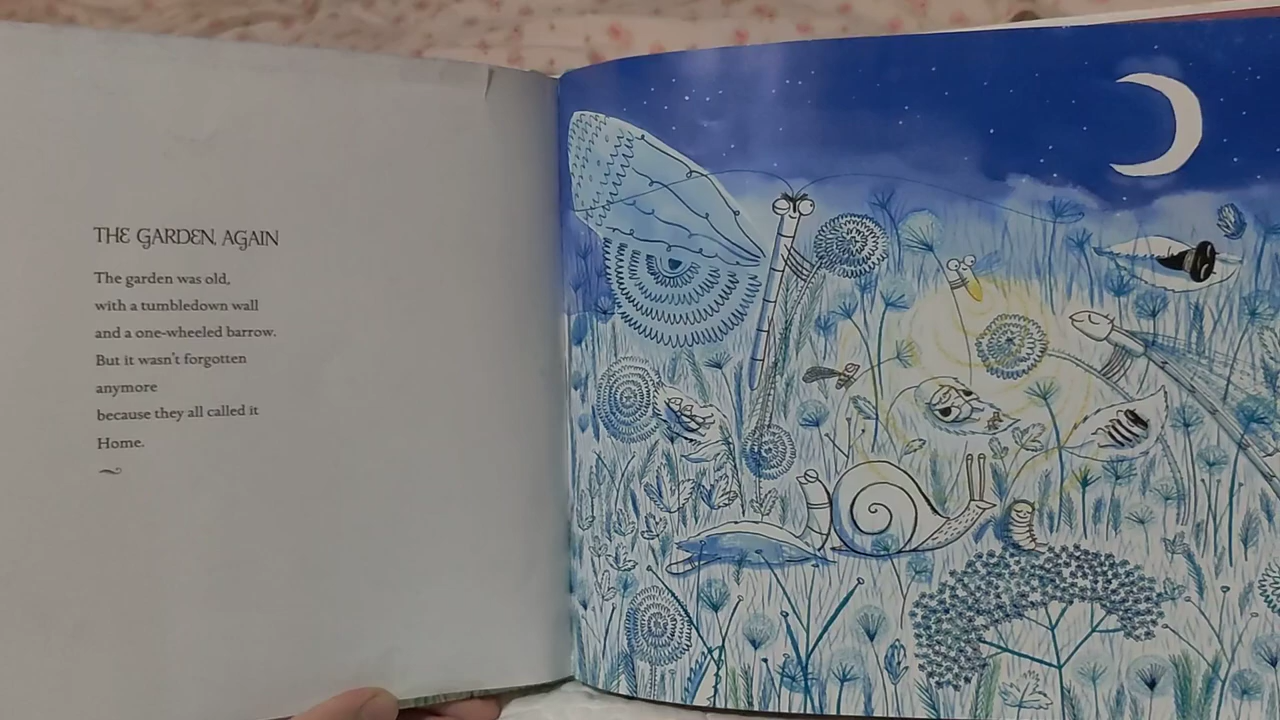 THE GARDEN, AGAIN
The garden was old,
with a tumbledown wall
and a one-wheeled barrow.
But it wasn't forgotten
anymore
because they all called it
Home.